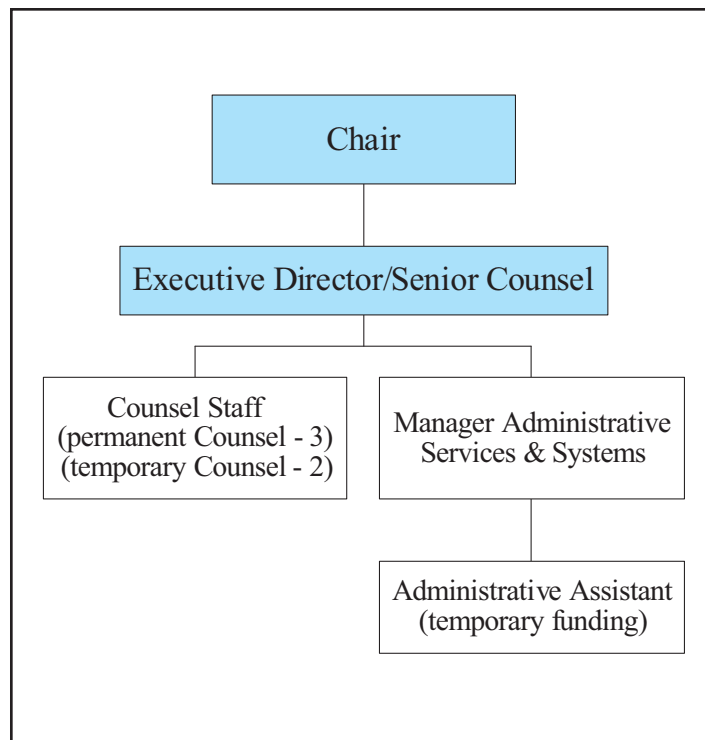 Chair
Executive Director/Senior Counsel
Counsel Staff
(permanent Counsel - 3)
(temporary Counsel - 2)
Manager Administrative
Services & Systems
Administrative Assistant
(temporary funding)